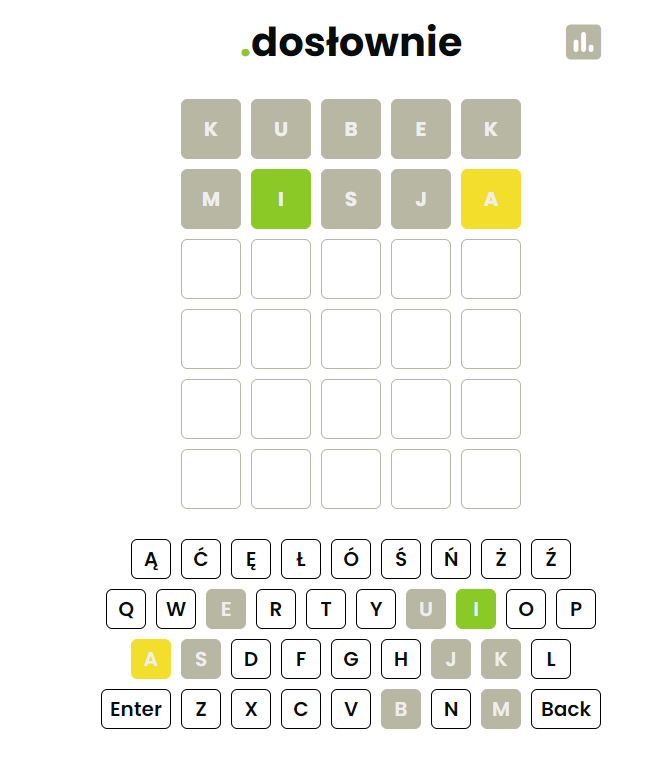 .dosłownie
K U B E K
M I S J A
Ą Ć Ę Ł Ó Ś Ń Ż Ź
Q W E R T Y U I O P
A S D F G H J K L
Enter Z X C V B N M Back